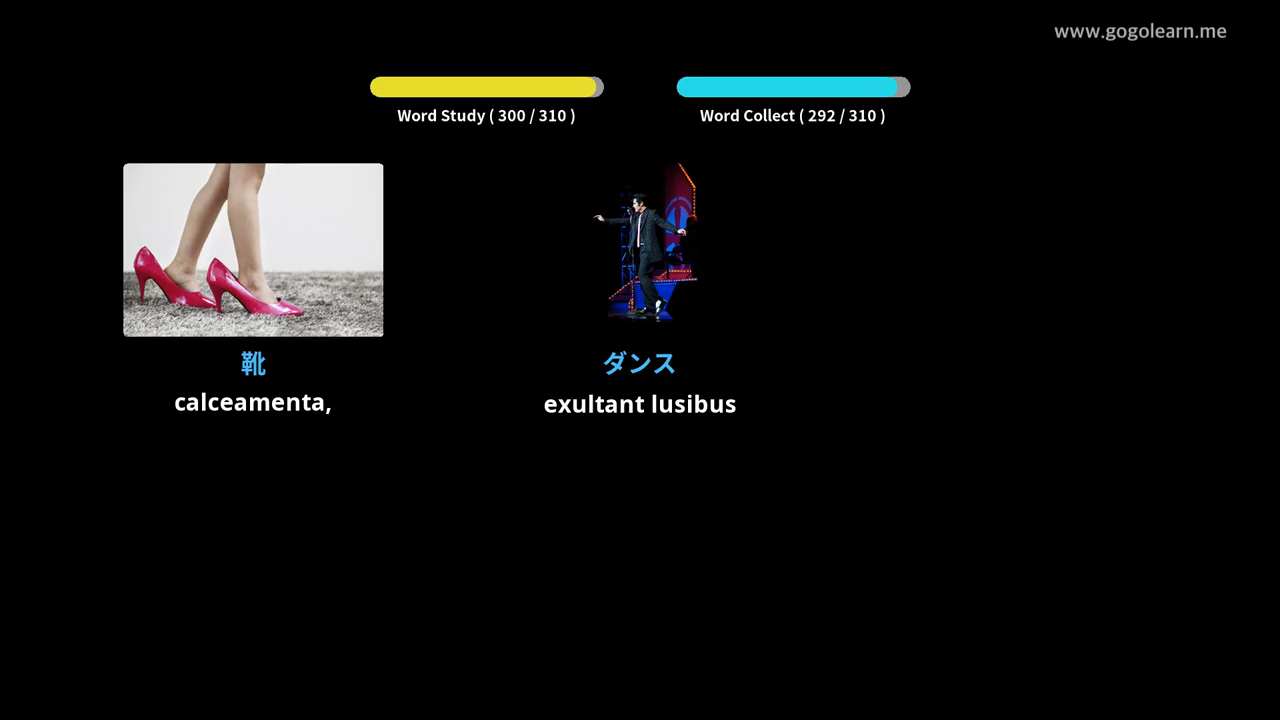 www.gogolearn.me
Word Study ( 300 / 310 )
Word Collect ( 292 / 310 )
靴
calceamenta,
ダンス
exultant lusibus